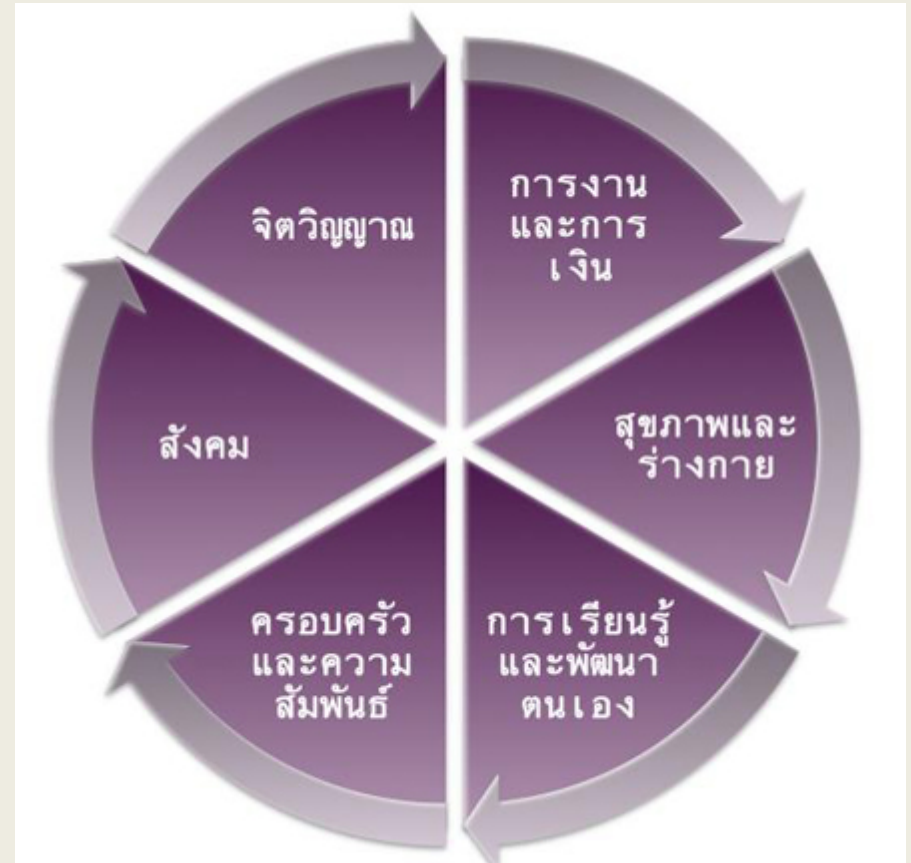 การงาน
และการ
เงิน
สุขภาพและ
ร่างกาย
การเรียนรู้
และพัฒนา
ตนเอง
ครอบครัว
และความ
สัมพันธ์
สังคม
จิตวิญญาณ